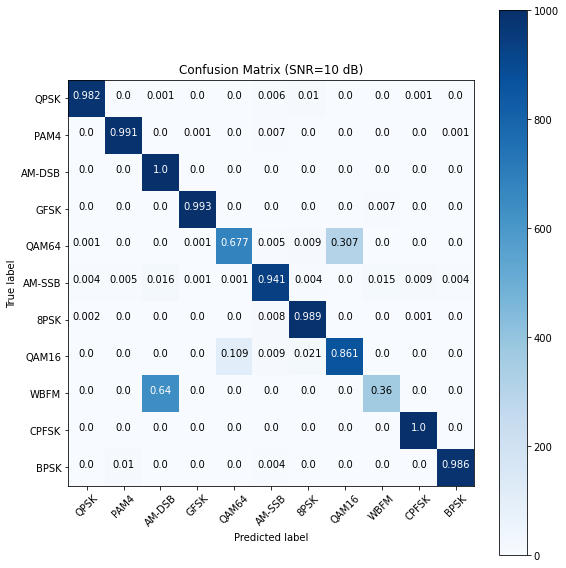 Confusion Matrix (SNR=10 dB)
True label
QPSK 0.982 0.0 0.001 0.0 0.0 0.006 0.01 0.0 0.0 0.001 0.0
PAM4 0.0 0.991 0.0 0.001 0.0 0.007 0.0 0.0 0.0 0.0 0.001
AM-DSB 0.0 0.0 1.0 0.0 0.0 0.0 0.0 0.0 0.0 0.0 0.0
GFSK 0.0 0.0 0.0 0.993 0.0 0.0 0.0 0.0 0.007 0.0 0.0
QAM64 0.001 0.0 0.0 0.001 0.677 0.005 0.009 0.307 0.0 0.0 0.0
AM-SSB 0.004 0.005 0.016 0.001 0.001 0.941 0.004 0.0 0.015 0.009 0.004
8PSK 0.002 0.0 0.0 0.0 0.0 0.008 0.989 0.0 0.0 0.001 0.0
QAM16 0.0 0.0 0.0 0.0 0.109 0.009 0.021 0.861 0.0 0.0 0.0
WBFM 0.0 0.0 0.64 0.0 0.0 0.0 0.0 0.0 0.36 0.0 0.0
CPFSK 0.0 0.0 0.0 0.0 0.0 0.0 0.0 0.0 0.0 1.0 0.0
BPSK 0.0 0.01 0.0 0.0 0.0 0.004 0.0 0.0 0.0 0.0 0.986
QPSK PAM4 AM-DSB GFSK QAM64 AM-SSB 8PSK QAM16 WBFM CPFSK BPSK
Predicted label
1000
800
600
400
200
0